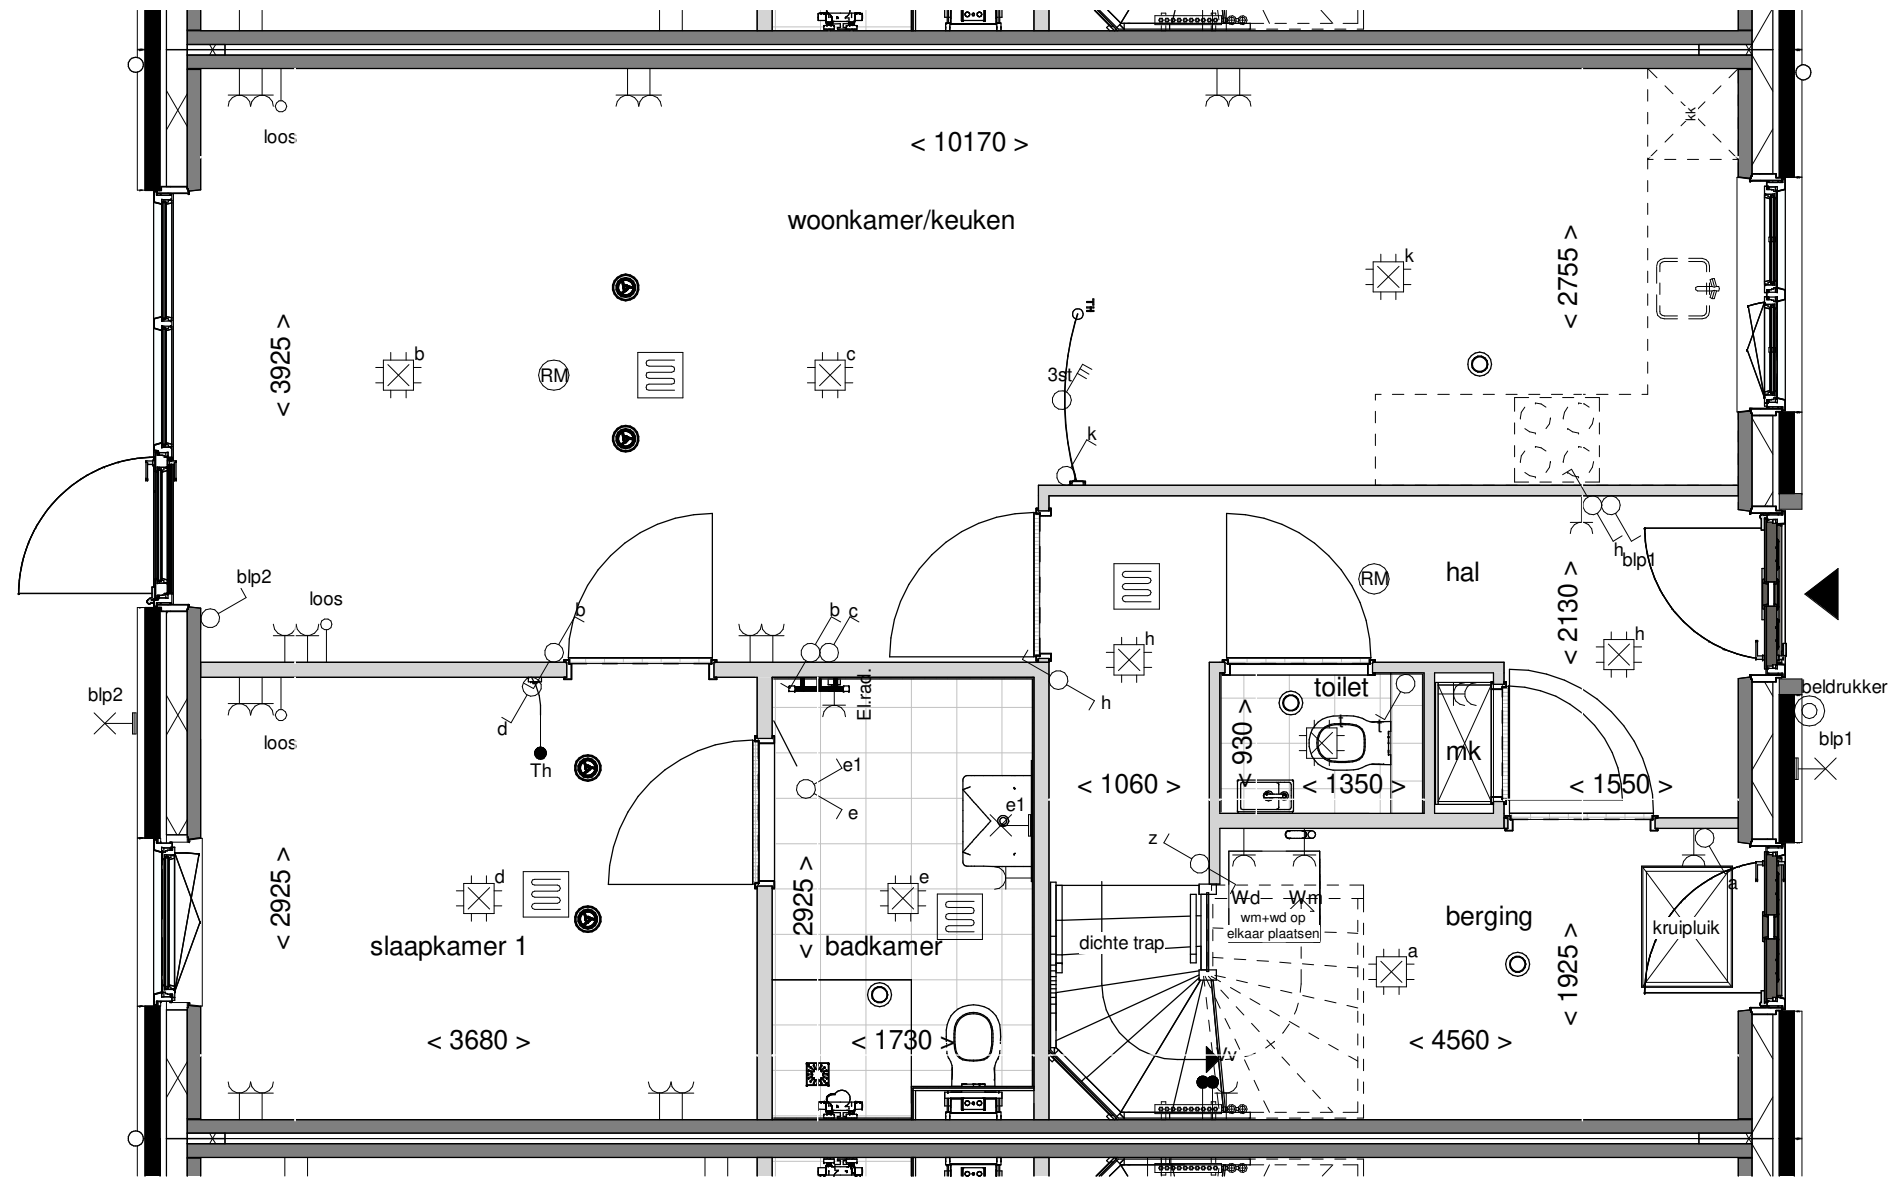 loos
< 10170 >
kk
woonkamer/keuken
< 3925 >
b
RM
c
TH
3st
k
k
< 2755 >
blp2
loos
b
b
c
h
blp1
hal
RM
< 2130 >
h
h
blp2
loos
d
Th
El.rad.
h
toilet
t
t
beldrukker
blp1
< 930 >
mk
e1
e
< 1060 >
< 1350 >
< 1550 >
e1
z
< 2925 >
d
< 2925 >
e
a
Wd
Wm
wm+wd op
elkaar plaatsen
berging
kruipluik
slaapkamer 1
badkamer
dichte trap
a
< 1925 >
< 3680 >
< 1730 >
< 4560 >